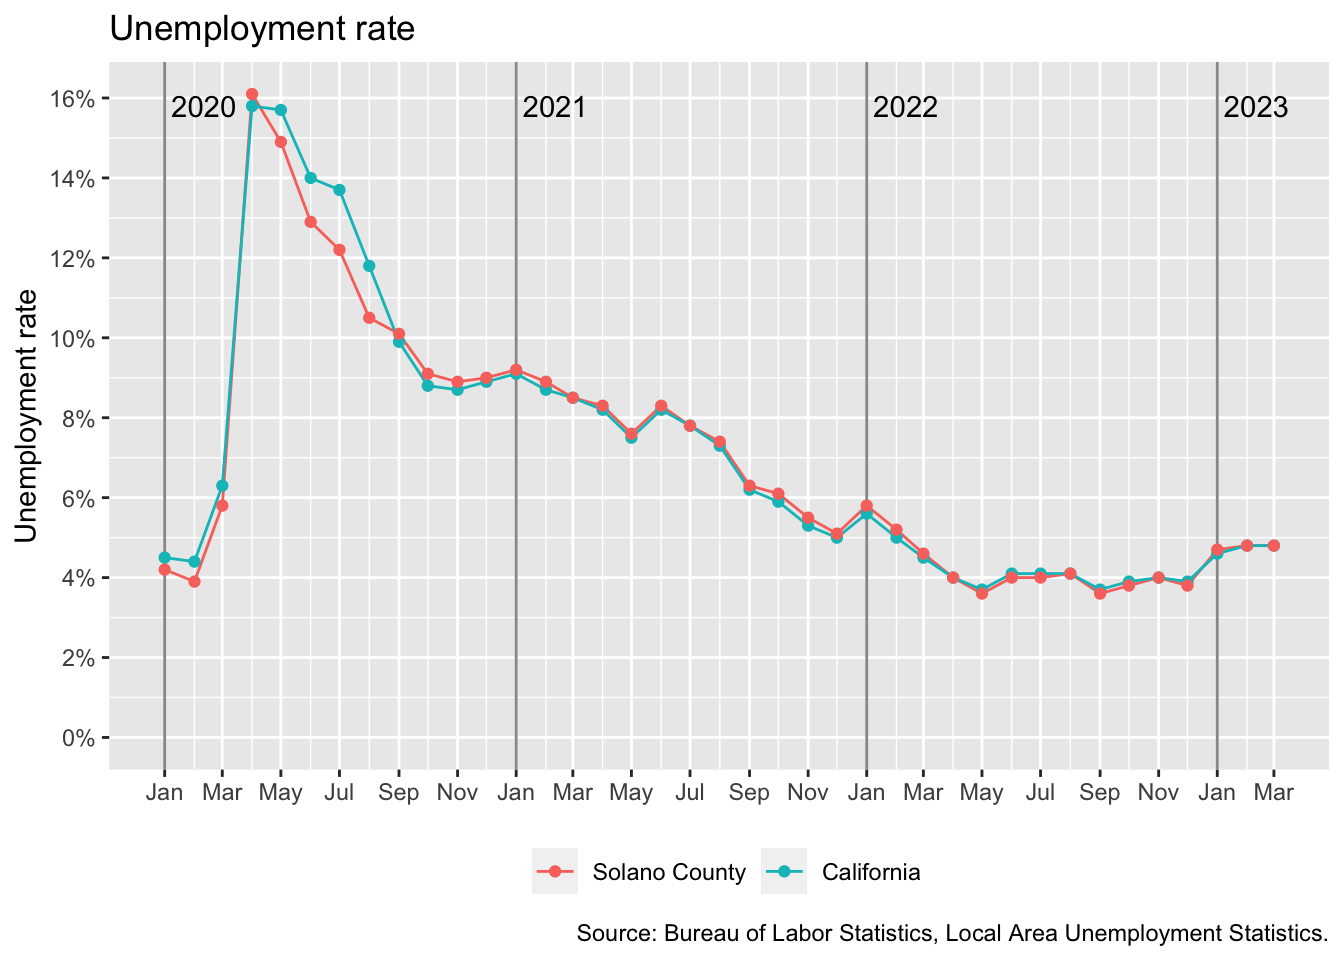 Unemployment rate
2020 2021 2022 2023
16%
14%
12%
10%
8%
6%
4%
2%
0%
Unemployment rate
Jan Mar May Jul Sep Nov Jan Mar May Jul Sep Nov Jan Mar May Jul Sep Nov Jan Mar
Solano County California
Source: Bureau of Labor Statistics, Local Area Unemployment Statistics.